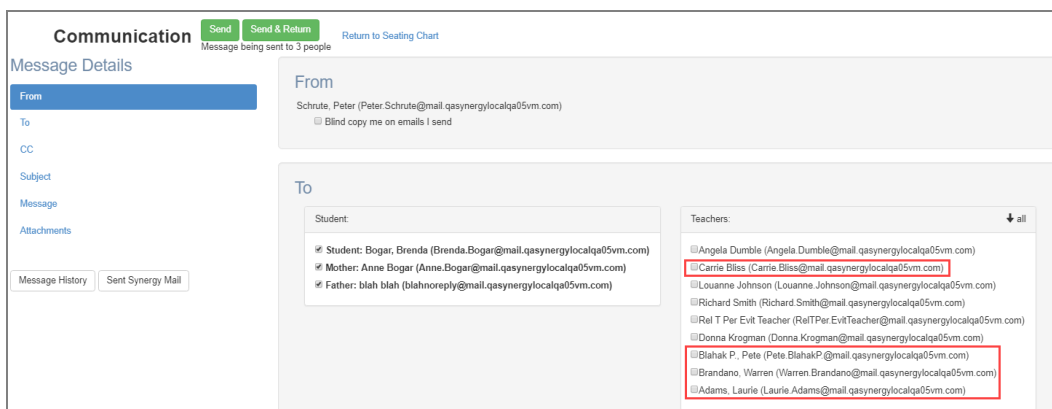 Communication
Send
Send & Return
Return to Seating Chart
Message being sent to 3 people
Message Details
From
To
CC
Subject
Message
Attachments
Message History
Sent Synergy Mail
From
Schrute, Peter (Peter.Schrute@mail.qasynergylocalqa05vm.com)
Blind copy me on emails I send
To
Student:
Student: Bogar, Brenda (Brenda.Bogar@mail.qasynergylocalqa05vm.com)
Mother: Anne Bogar (Anne.Bogar@mail.qasynergylocalqa05vm.com)
Father: blah blah (blahnoreply@mail.qasynergylocalqa05vm.com)
Teachers:
all
Angela Dumble (Angela.Dumble@mail.qasynergylocalqa05vm.com)
Carrie Bliss (Carrie.Bliss@mail.qasynergylocalqa05vm.com)
Louanne Johnson (Louanne.Johnson@mail.qasynergylocalqa05vm.com)
Richard Smith (Richard.Smith@mail.qasynergylocalqa05vm.com)
Rel T Per Evit Teacher (RelTPer.EvitTeacher@mail.qasynergylocalqa05vm.com)
Donna Krogman (Donna.Krogman@mail.qasynergylocalqa05vm.com)
Blahak P., Pete (Pete.BlahakP.@mail.qasynergylocalqa05vm.com)
Brandano, Warren (Warren.Brandano@mail.qasynergylocalqa05vm.com)
Adams, Laurie (Laurie.Adams@mail.qasynergylocalqa05vm.com)